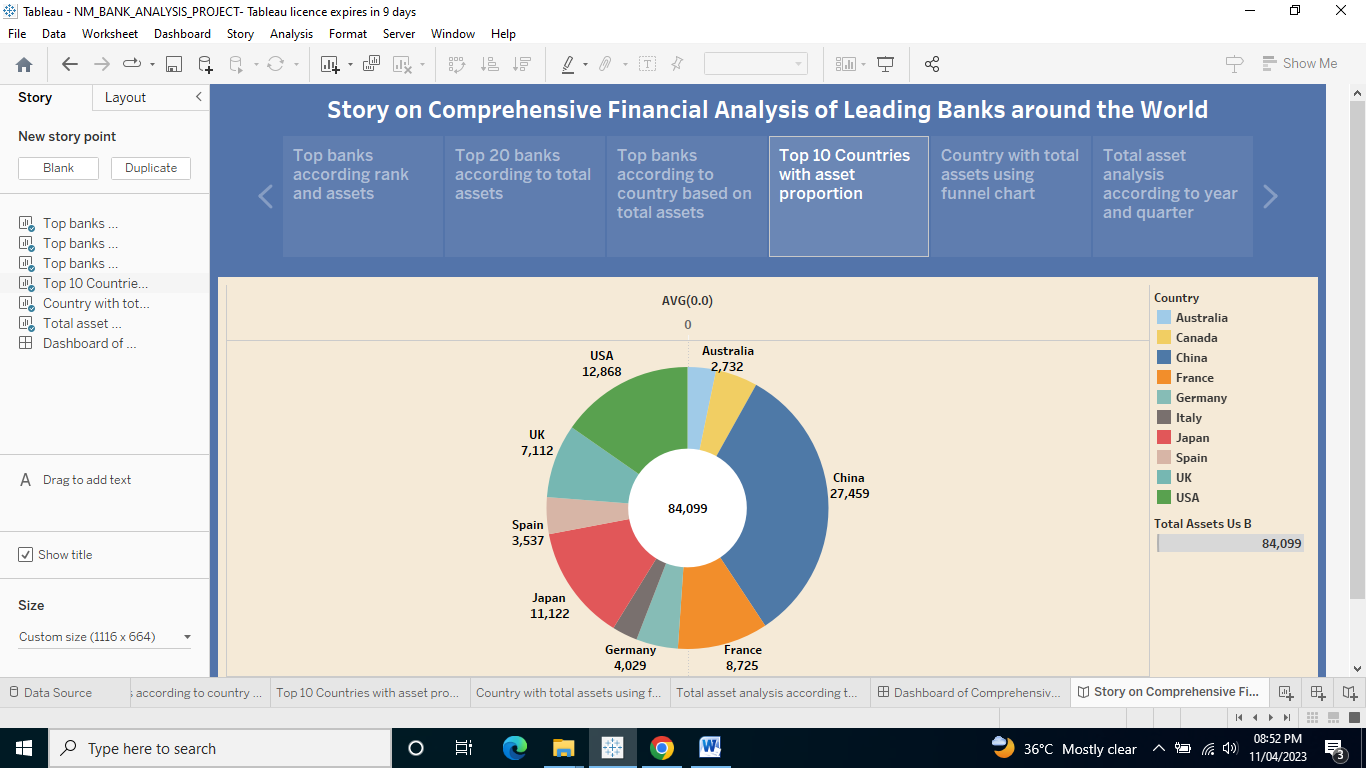 Tableau - NM_BANK_ANALYSIS_PROJECT- Tableau licence expires in 9 days
File Data Worksheet Dashboard Story Analysis Format Server Window Help
Show Me
Story Layout
New story point
Blank Duplicate
Top banks ...
Top banks ...
Top banks ...
Top 10 Countrie...
Country with tot...
Total asset ...
Dashboard of ...
A Drag to add text
Show title
Size
Custom size (1116 x 664)
Story on Comprehensive Financial Analysis of Leading Banks around the World
Top banks
according rank
and assets
Top 20 banks
according to total
assets
Top banks
according to
country based on
total assets
Top 10 Countries
with asset
proportion
Country with total
assets using
funnel chart
Total asset
analysis
according to year
and quarter
AVG(0.0)
0
Australia
2,732
China
27,459
France
8,725
Germany
4,029
Japan
11,122
Spain
3,537
UK
7,112
USA
12,868
84,099
Country
Australia
Canada
China
France
Germany
Italy
Japan
Spain
UK
USA
Total Assets Us B
84,099
Data Source
according to country ...
Top 10 Countries with asset pro...
Country with total assets using f...
Total asset analysis according t...
Dashboard of Comprehensiv...
Story on Comprehensive Fi...
Type here to search
36°C Mostly clear
08:52 PM
11/04/2023
3